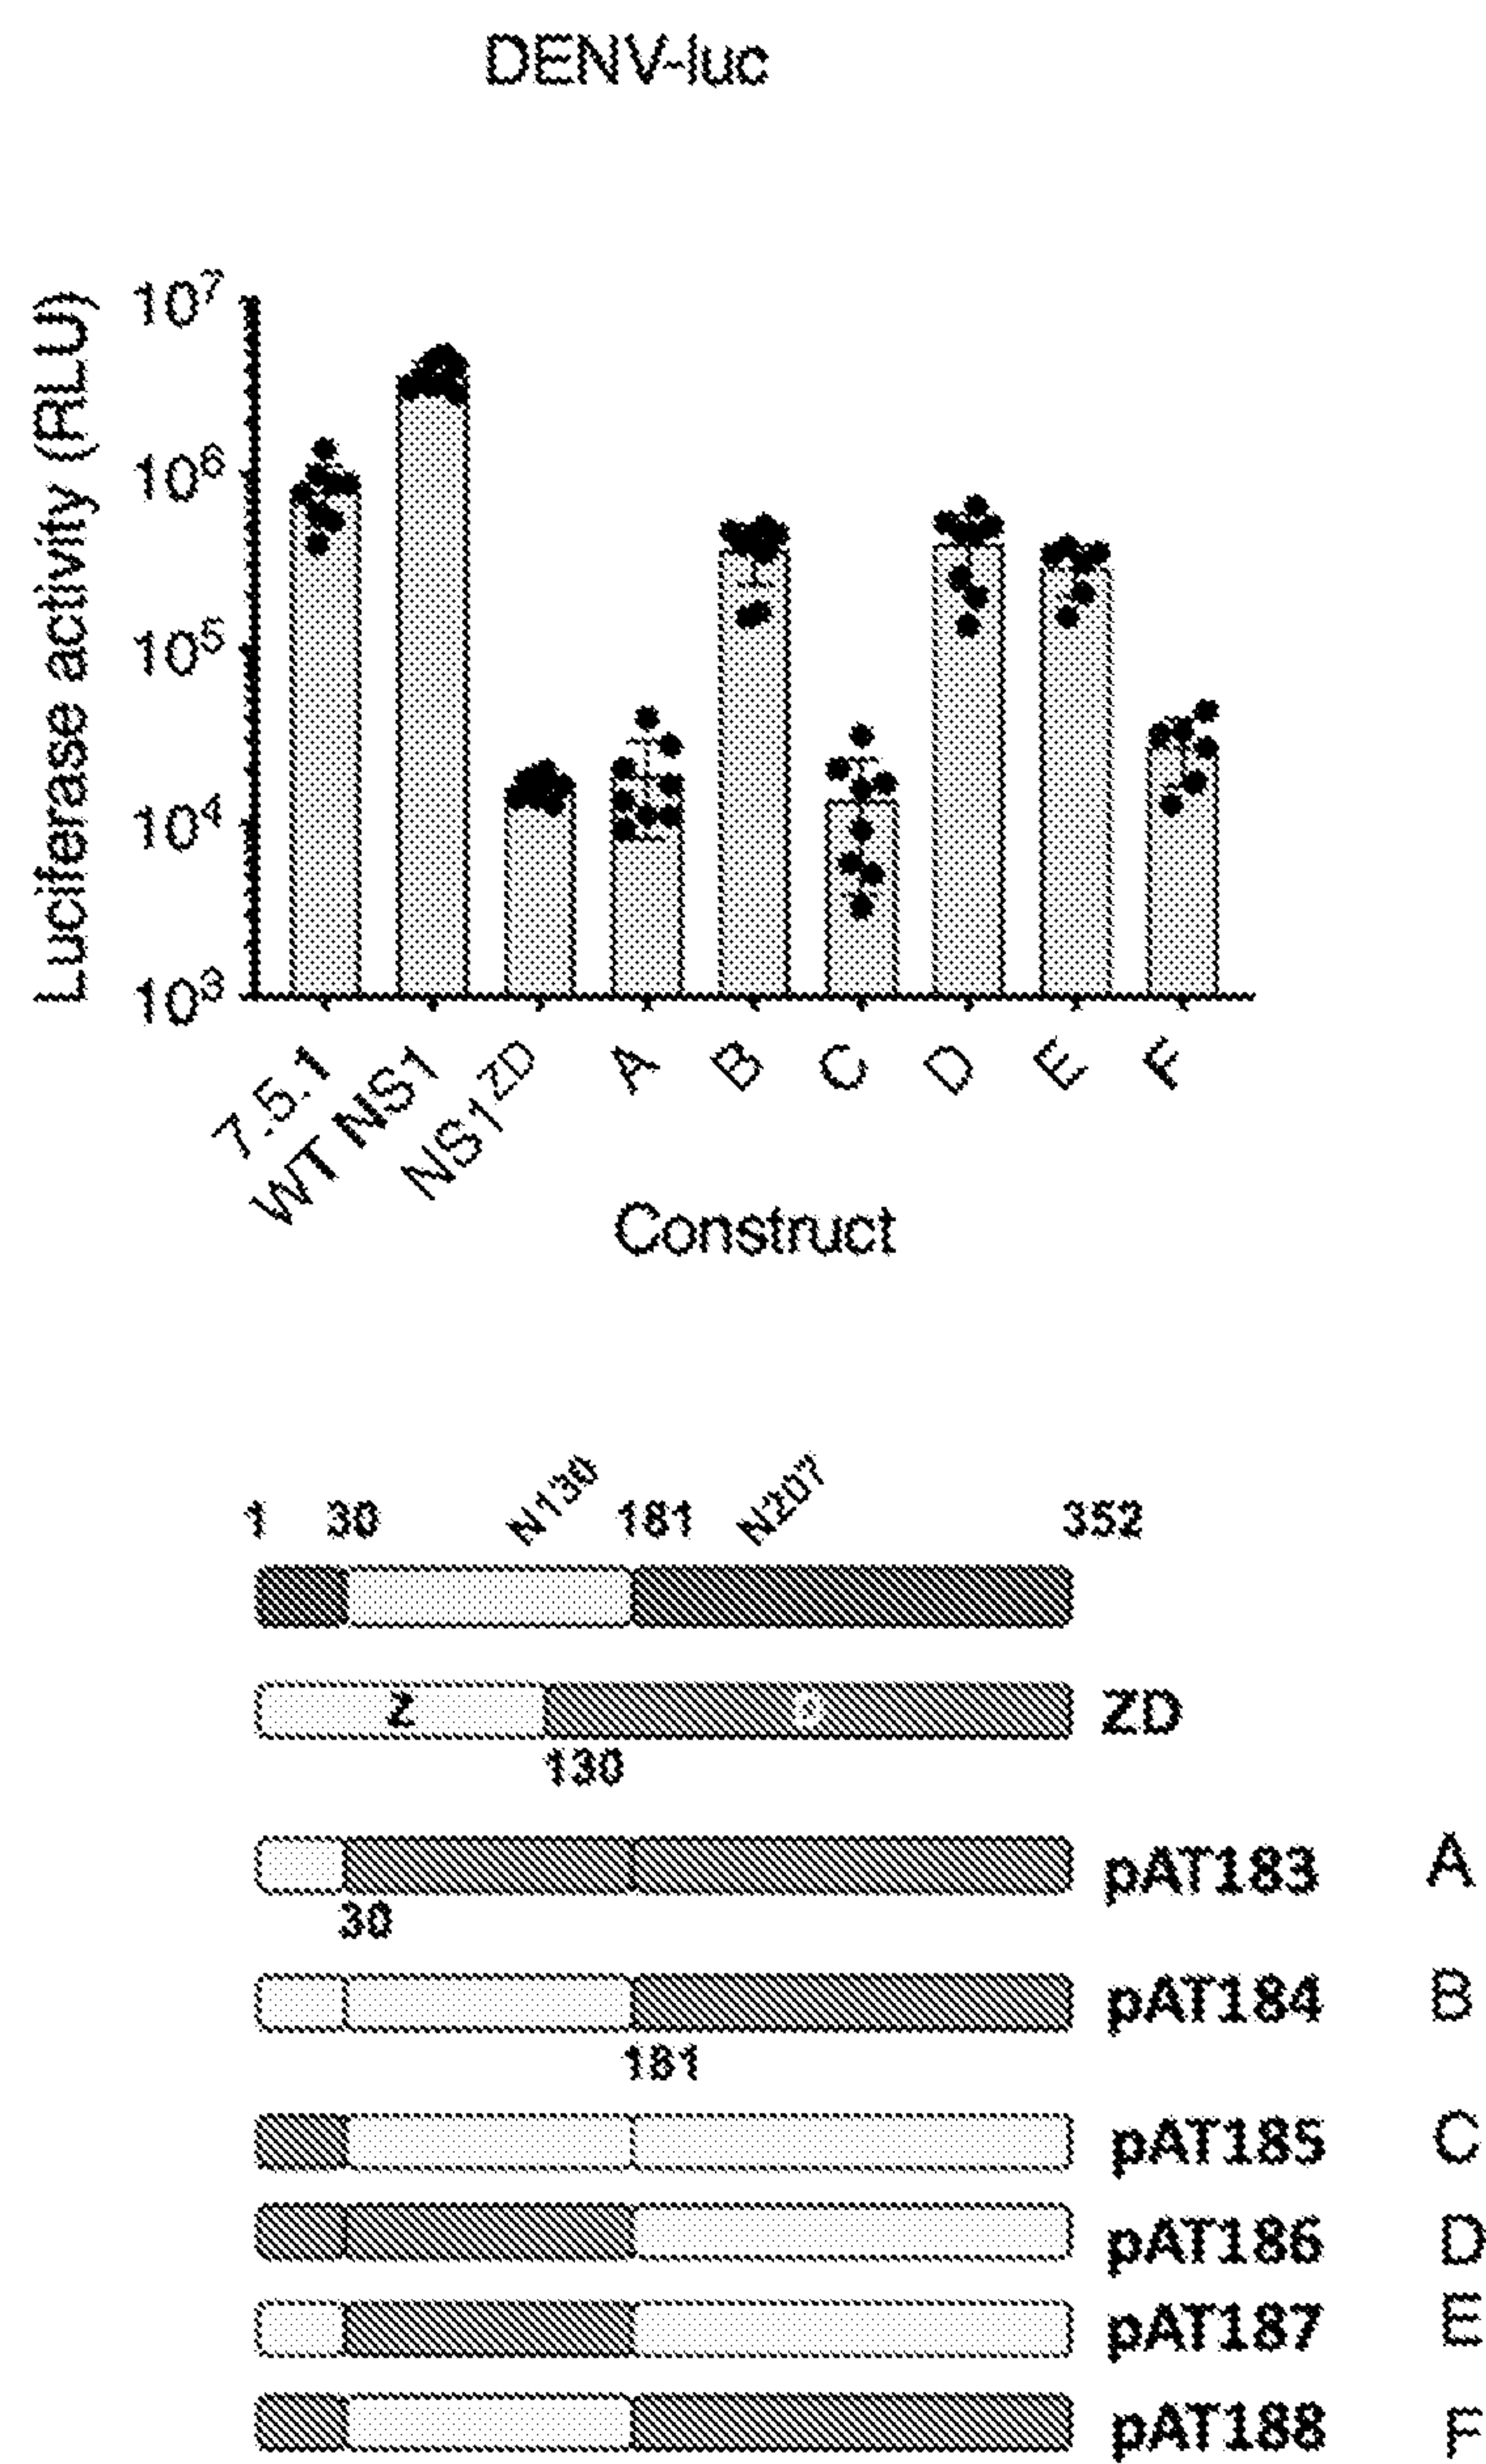 DENV-luc
Luciferase activity (RLU)
10⁷
10⁶
10⁵
10⁴
10³
7.5.1
WT NS1
NS1ZD
A
B
C
D
E
F
Construct
1 30 N130 181 N207 352
Z ZD
130
pAT183 A
30
pAT184 B
181
pAT185 C
pAT186 D
pAT187 E
pAT188 F